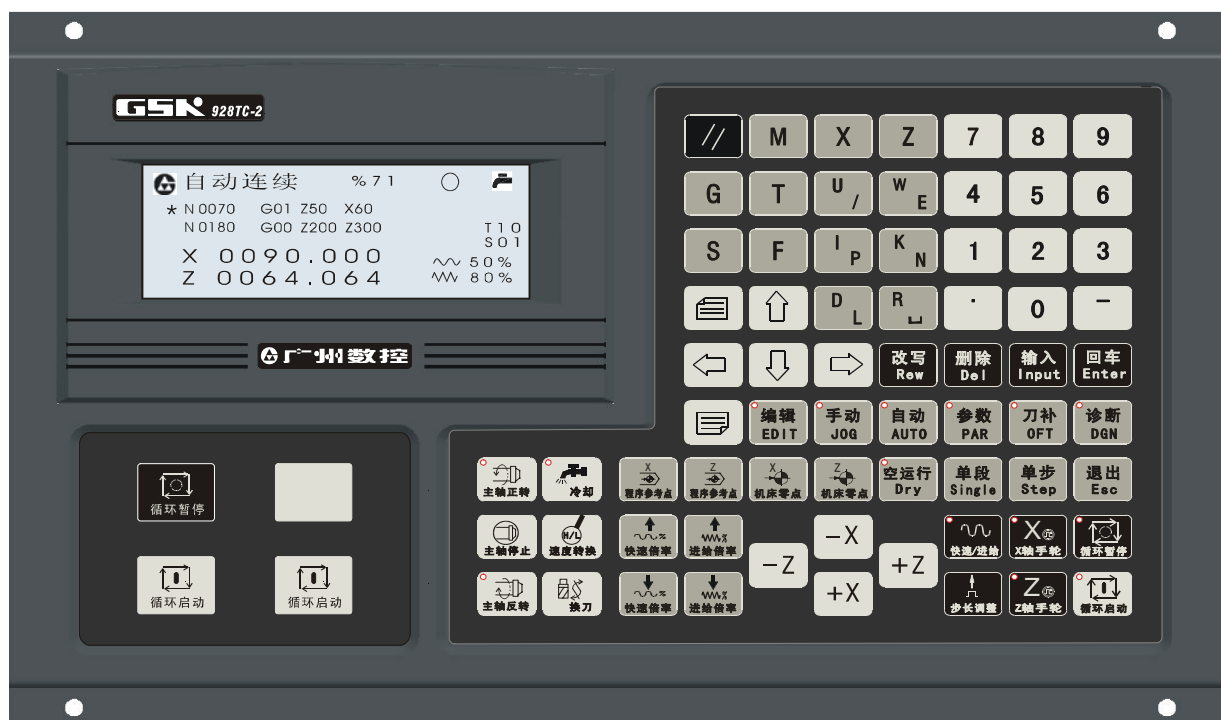 GSK 928TC-2
自动连续 %71
* N0070 G01 Z50 X60
N0180 G00 Z200 Z300
T10
S01
X 0090.000
50%
Z 0064.064
80%
广州数控
// M X Z 7 8 9
G T U / W E 4 5 6
S F I P K N 1 2 3
D L R . 0 -
改写 删除 输入 回车
Rew Del Input Enter
编辑 手动 自动 参数 刀补 诊断
EDIT JOG AUTO PAR OFT DGN
X Z X Z
主轴正转 冷却 程序参考点 程序参考点 机床零点 机床零点
空运行 单段 单步 退出
Dry Single Step Esc
H/L % %
主轴停止 速度转换 快速倍率 进给倍率
-Z -X +Z
+X
快速/进给 X X轴手轮 循环暂停
% %
主轴反转 换刀 快速倍率 进给倍率
步长调整 Z Z轴手轮 循环启动
循环暂停
循环启动 循环启动